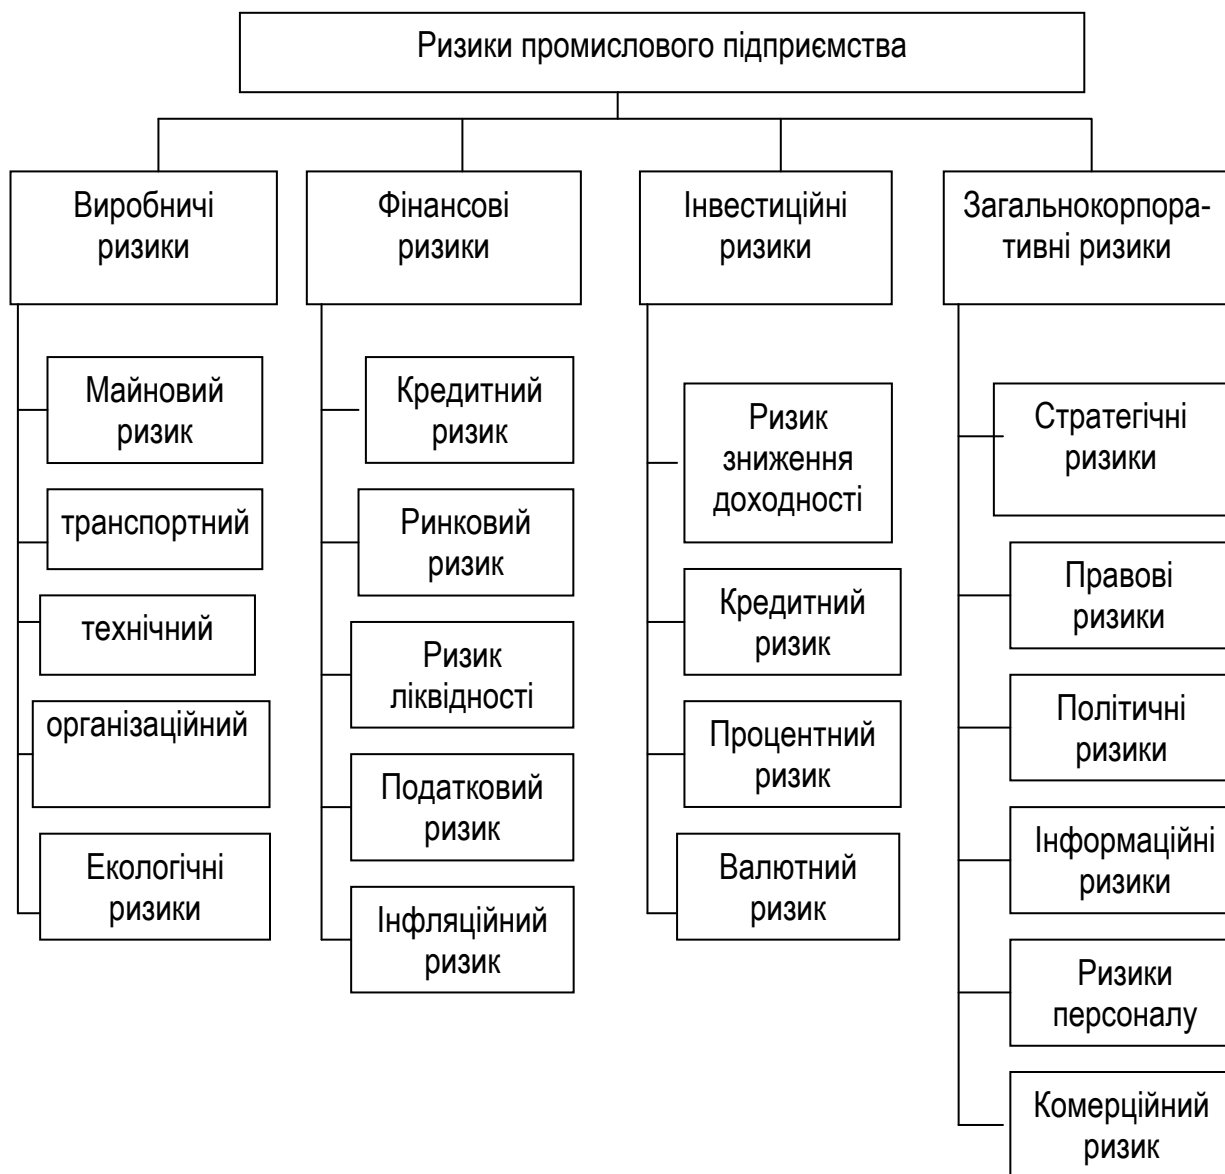 Ризики промислового підприємства
Виробничі
ризики
Майновий
ризик
транспортний
технічний
організаційний
Екологічні
ризики
Фінансові
ризики
Кредитний
ризик
Ринковий
ризик
Ризик
ліквідності
Податковий
ризик
Інфляційний
ризик
Інвестиційні
ризики
Ризик
зниження
доходності
Кредитний
ризик
Процентний
ризик
Валютний
ризик
Загальнокорпора-
тивні ризики
Стратегічні
ризики
Правові
ризики
Політичні
ризики
Інформаційні
ризики
Ризики
персоналу
Комерційний
ризик